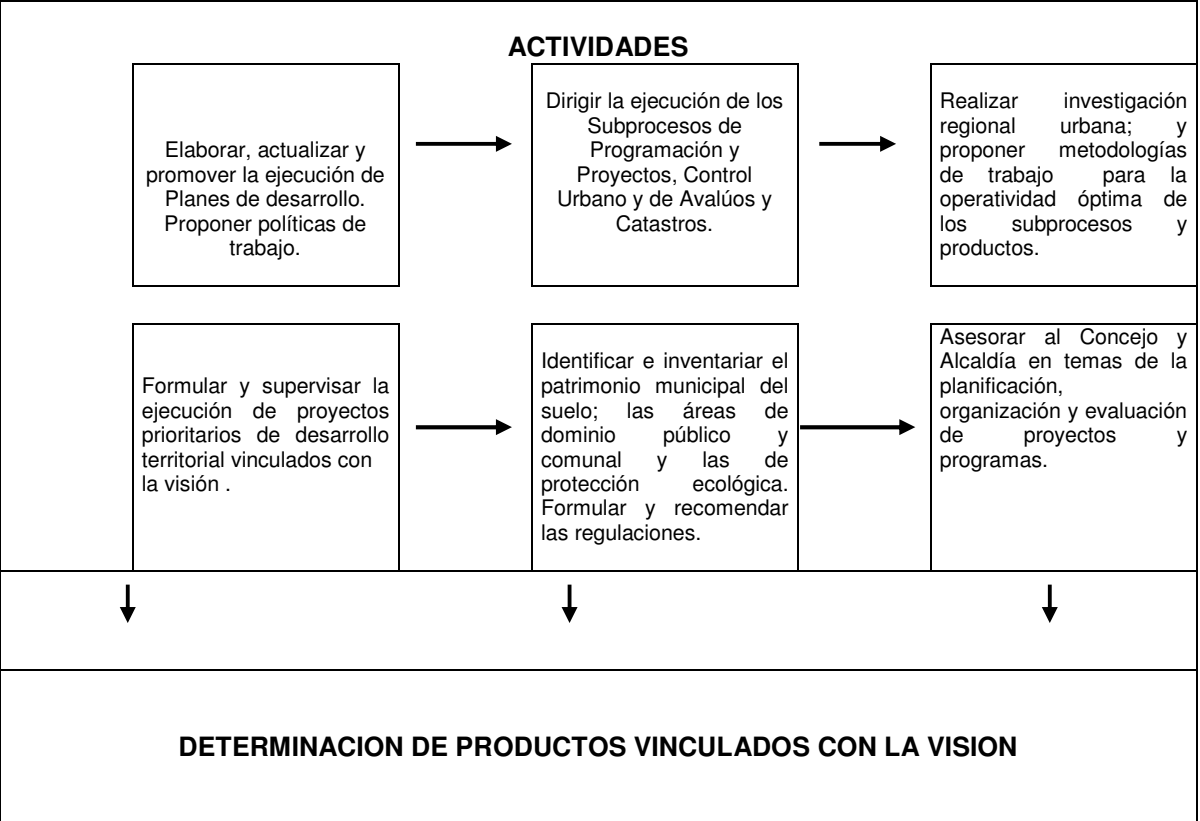 ACTIVIDADES
Elaborar, actualizar y
promover la ejecución de
Planes de desarrollo.
Proponer políticas de
trabajo.
Dirigir la ejecución de los
Subprocesos de
Programación y
Proyectos, Control
Urbano y de Avalúos y
Catastros.
Realizar investigación
regional urbana; y
proponer metodologías
de trabajo para la
operatividad óptima de
los subprocesos y
productos.
Formular y supervisar la
ejecución de proyectos
prioritarios de desarrollo
territorial vinculados con
la visión .
Identificar e inventariar el
patrimonio municipal del
suelo; las áreas de
dominio público y
comunal y las de
protección ecológica.
Formular y recomendar
las regulaciones.
Asesorar al Concejo y
Alcaldía en temas de la
planificación,
organización y evaluación
de proyectos y
programas.
DETERMINACION DE PRODUCTOS VINCULADOS CON LA VISION